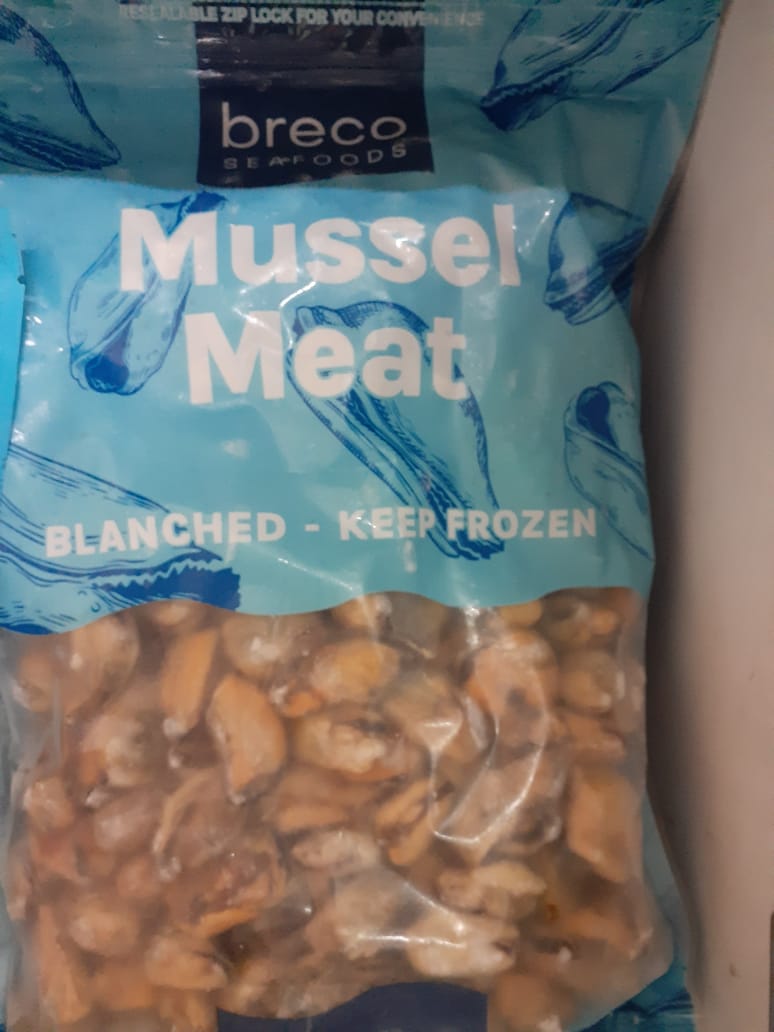 RESEALABLE ZIP LOCK FOR YOUR CONVENIENCE
breco
SEAFOODS
Mussel
Meat
BLANCHED - KEEP FROZEN